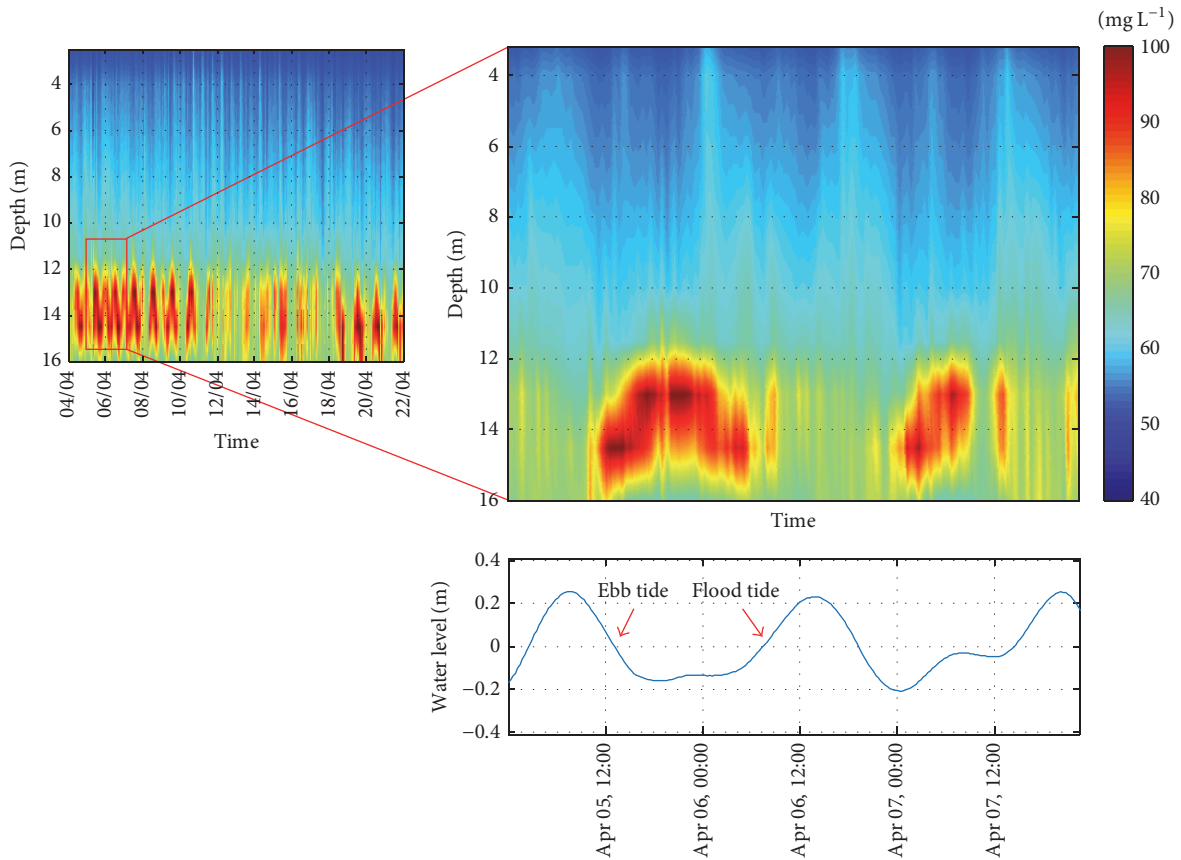 (mg L⁻¹)
4
6
8
10
12
14
16
Depth (m)
04/04
06/04
08/04
10/04
12/04
14/04
16/04
18/04
20/04
22/04
Time
4
6
8
10
12
14
16
Depth (m)
Time
100
90
80
70
60
50
40
0.4
0.2
0
−0.2
−0.4
Water level (m)
Ebb tide
Flood tide
Apr 05, 12:00
Apr 06, 00:00
Apr 06, 12:00
Apr 07, 00:00
Apr 07, 12:00